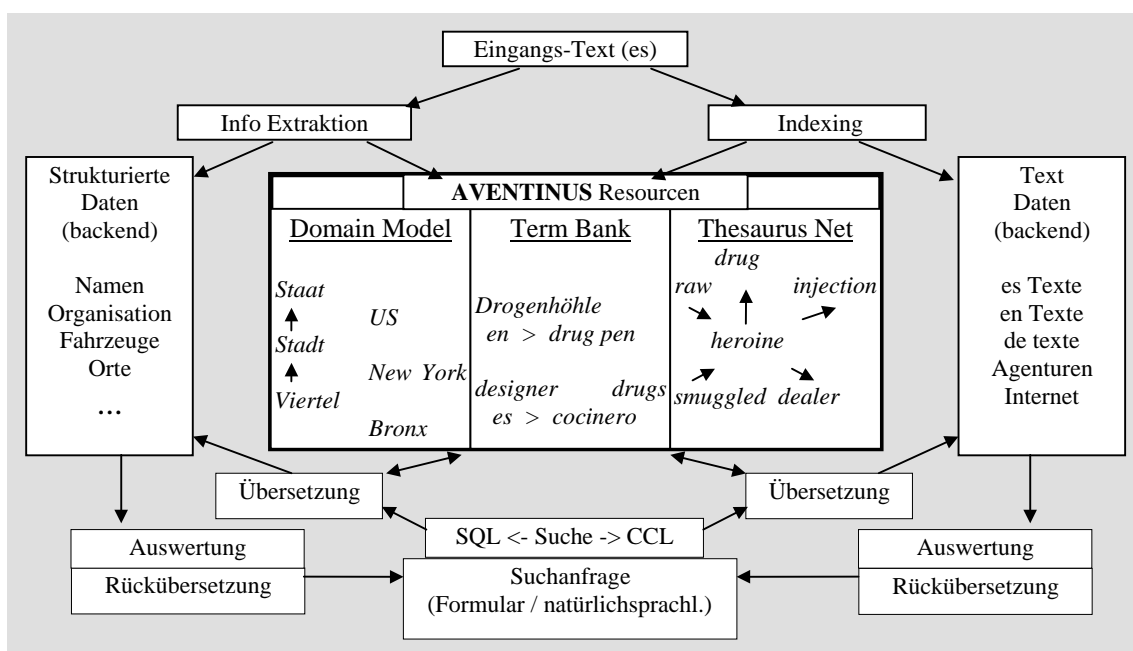 Eingangs-Text (es)
Info Extraktion
Indexing
Strukturierte
Daten
(backend)
Namen
Organisation
Fahrzeuge
Orte
…
AVENTINUS Resourcen
Domain Model
Staat
US
Stadt
New York
Viertel
Bronx
Term Bank
Drogenhöhle
en > drug pen
designer drugs
es > cocinero
Thesaurus Net
drug
raw injection
heroine
smuggled dealer
Text
Daten
(backend)
es Texte
en Texte
de texte
Agenturen
Internet
Übersetzung
Übersetzung
SQL <- Suche -> CCL
Auswertung
Rückübersetzung
Suchanfrage
(Formular / natürlichsprachl.)
Auswertung
Rückübersetzung